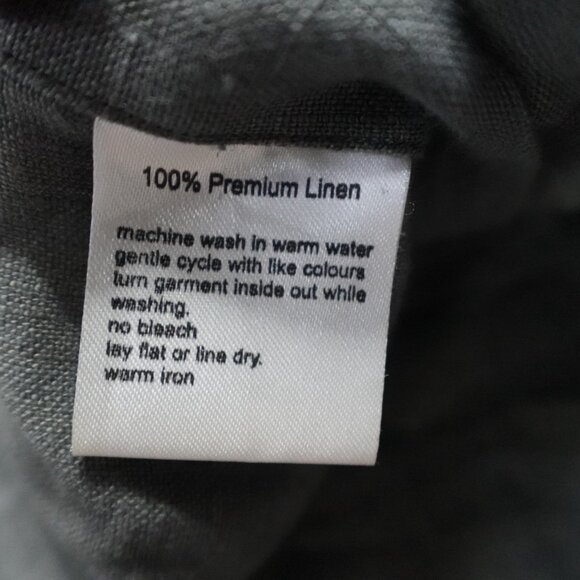 100% Premium Linen
machine wash in warm water
gentle cycle with like colours
turn garment inside out while
washing.
no bleach
lay flat or line dry.
warm iron